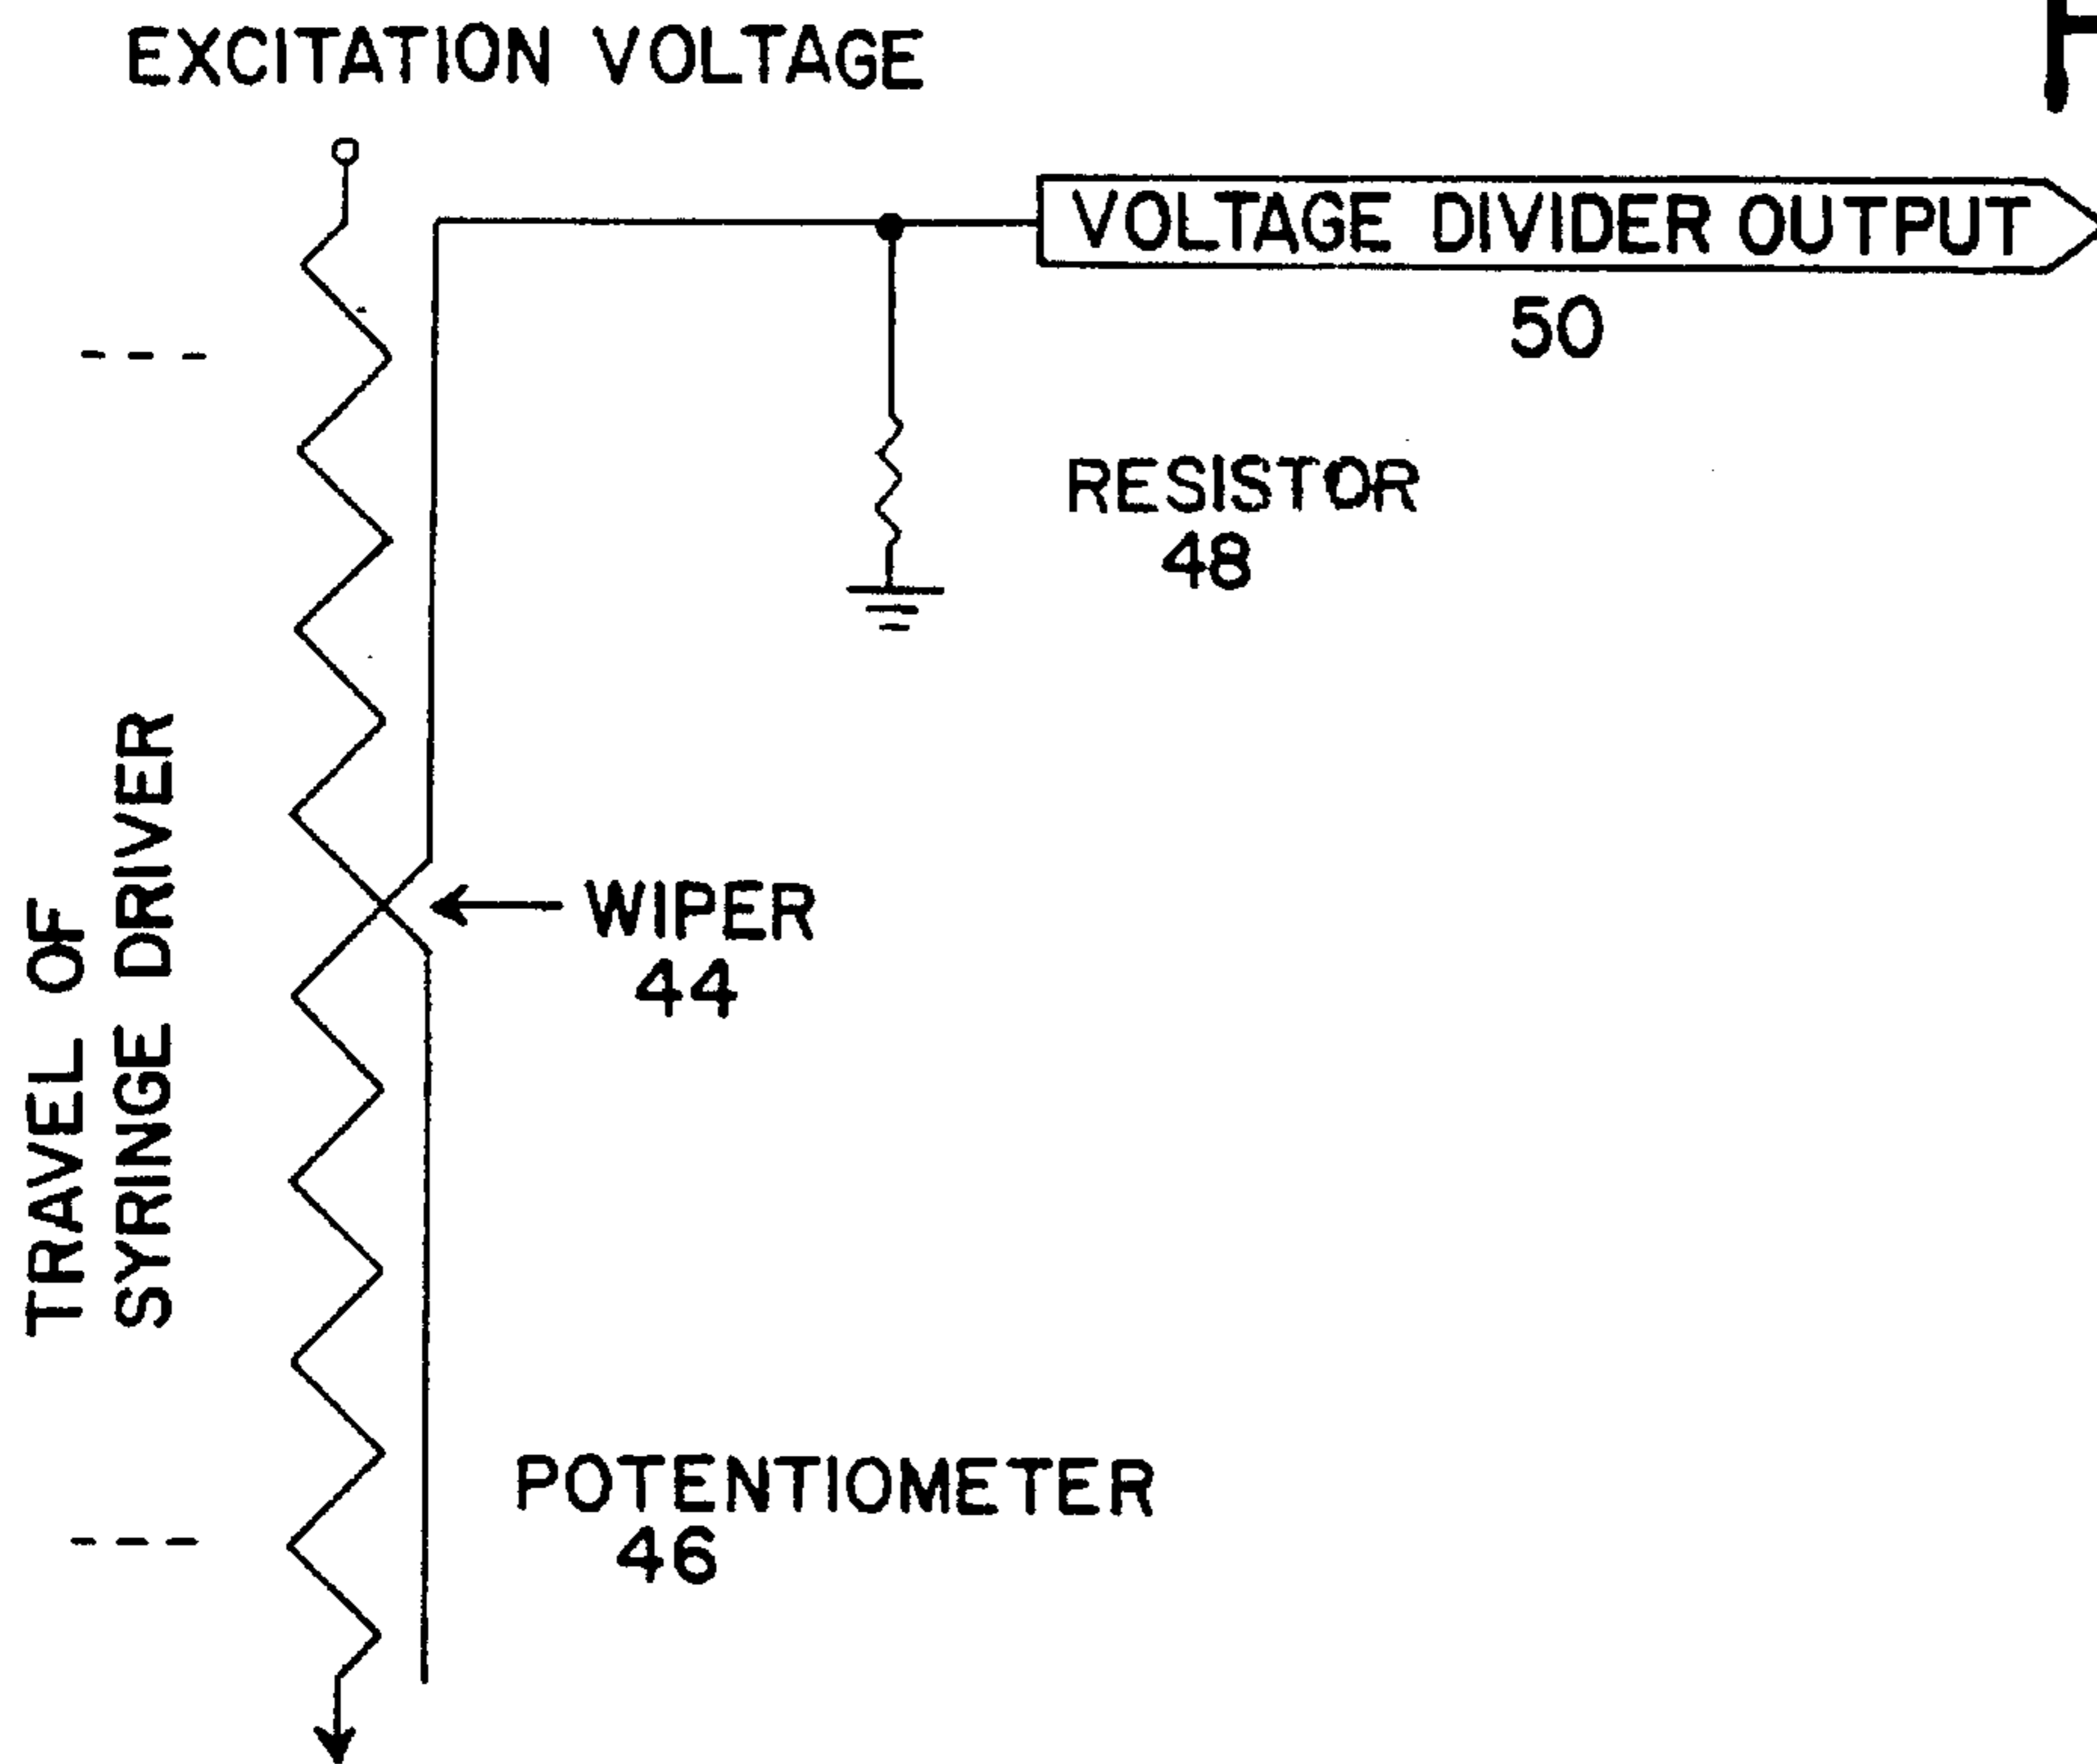 EXCITATION VOLTAGE
VOLTAGE DIVIDER OUTPUT
50
RESISTOR
48
TRAVEL OF
SYRINGE DRIVER
WIPER
44
POTENTIOMETER
46